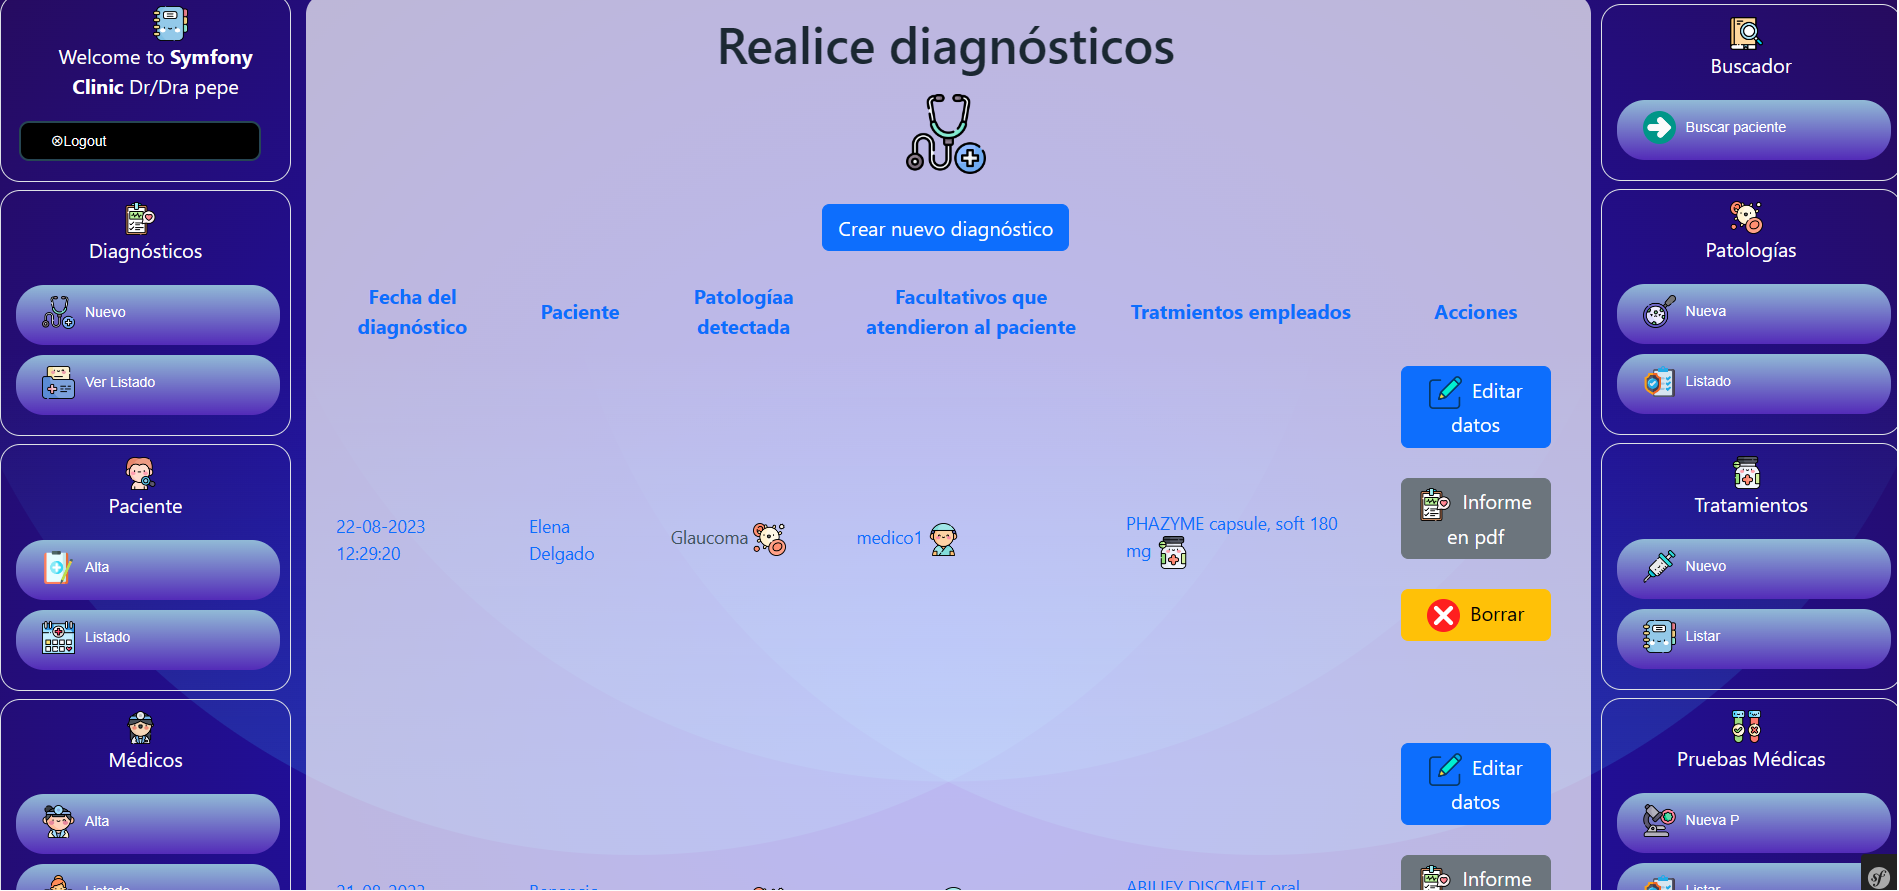 Welcome to Symfony
Clinic Dr/Dra pepe
⊗Logout
Diagnósticos
Nuevo
Ver Listado
Paciente
Alta
Listado
Médicos
Alta
Listado
Realice diagnósticos
Crear nuevo diagnóstico
Fecha del
diagnóstico
Paciente
Patologíaa
detectada
Facultativos que
atendieron al paciente
Tratmientos empleados
Acciones
22-08-2023
12:29:20
Elena
Delgado
Glaucoma
medico1
PHAZYME capsule, soft 180
mg
Editar
datos
Informe
en pdf
Borrar
21-08-2023
Venancio
ABILIFY DISCMELT oral
Editar
datos
Informe
Buscador
Buscar paciente
Patologías
Nueva
Listado
Tratamientos
Nuevo
Listar
Pruebas Médicas
Nueva P
Listar
sf